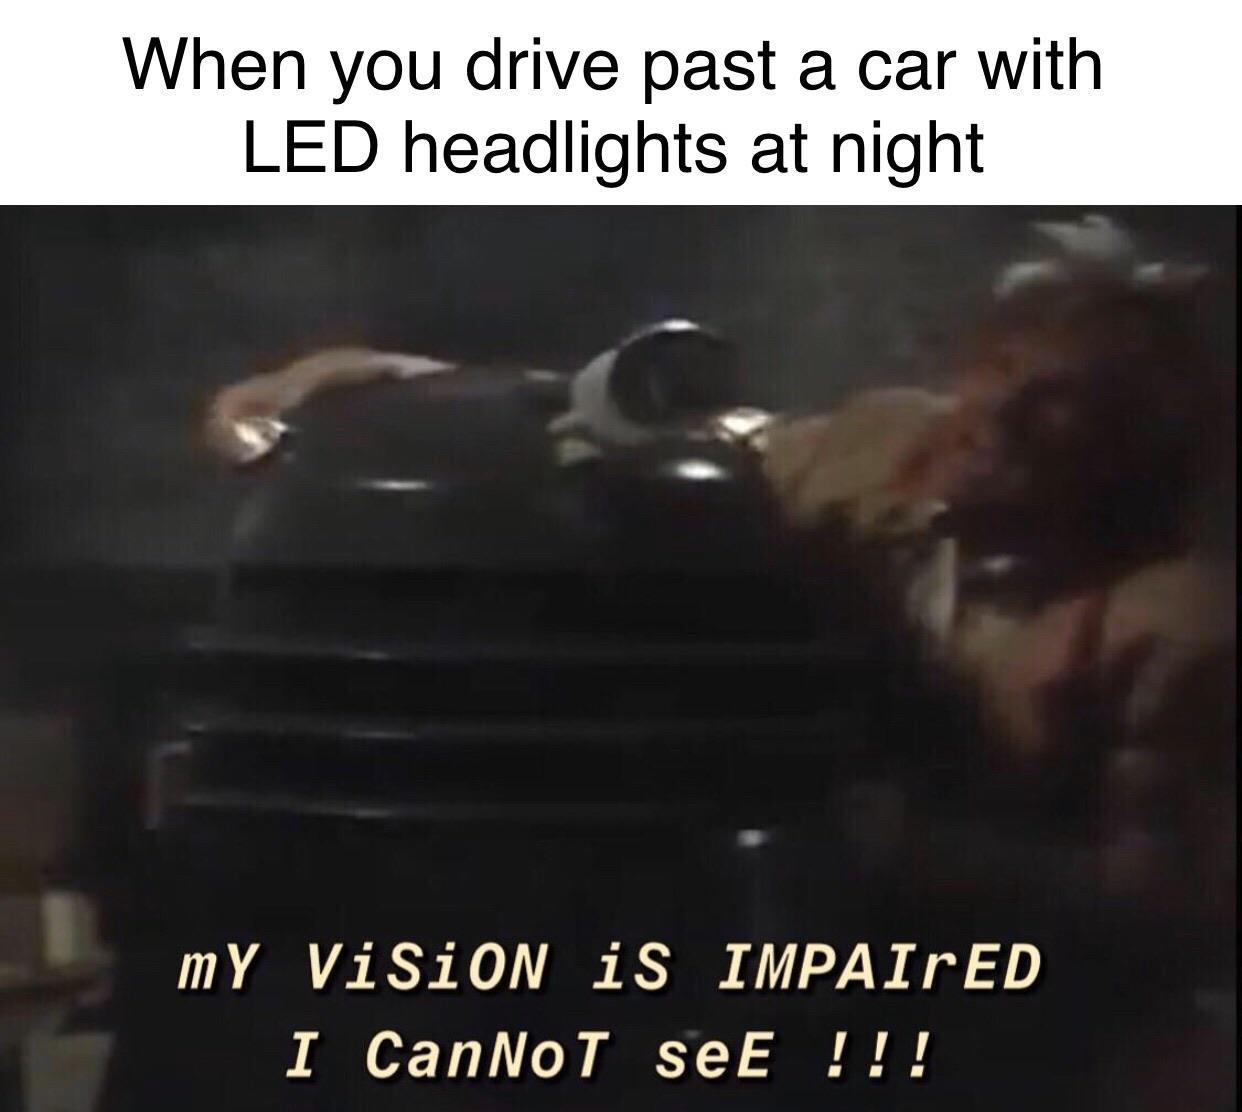 When you drive past a car with
LED headlights at night
mY ViSiON iS IMPAIrED
I CanNoT seE !!!